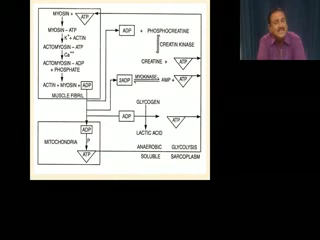 MYOSIN + ATP
MYOSIN – ATP
K⁺ + ACTIN
ACTOMYOSIN – ATP
Ca⁺⁺
ACTOMYOSIN – ADP
+ PHOSPHATE
ACTIN + MYOSIN + ADP
MUSCLE FIBRIL
ADP + PHOSPHOCREATINE
CREATIN KINASE
CREATINE + ATP
2ADP MYOKINASE AMP + ATP
GLYCOGEN
ADP ATP
LACTIC ACID
ADP
P
MITOCHONDRIA
ATP
ANAEROBIC GLYCOLYSIS
SOLUBLE SARCOPLASM